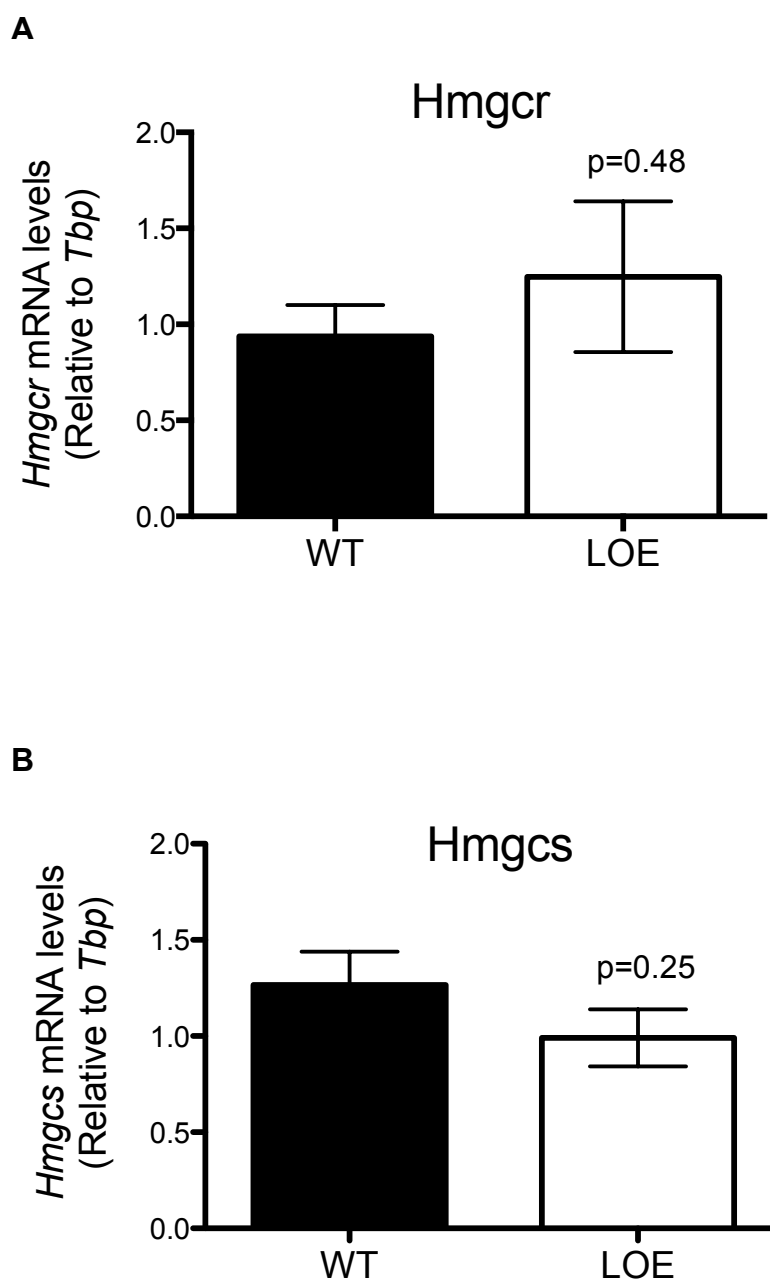 A
Hmgcr
Hmgcr mRNA levels
(Relative to Tbp)
2.0
1.5
1.0
0.5
0.0
p=0.48
WT
LOE
B
Hmgcs
Hmgcs mRNA levels
(Relative to Tbp)
2.0
1.5
1.0
0.5
0.0
p=0.25
WT
LOE